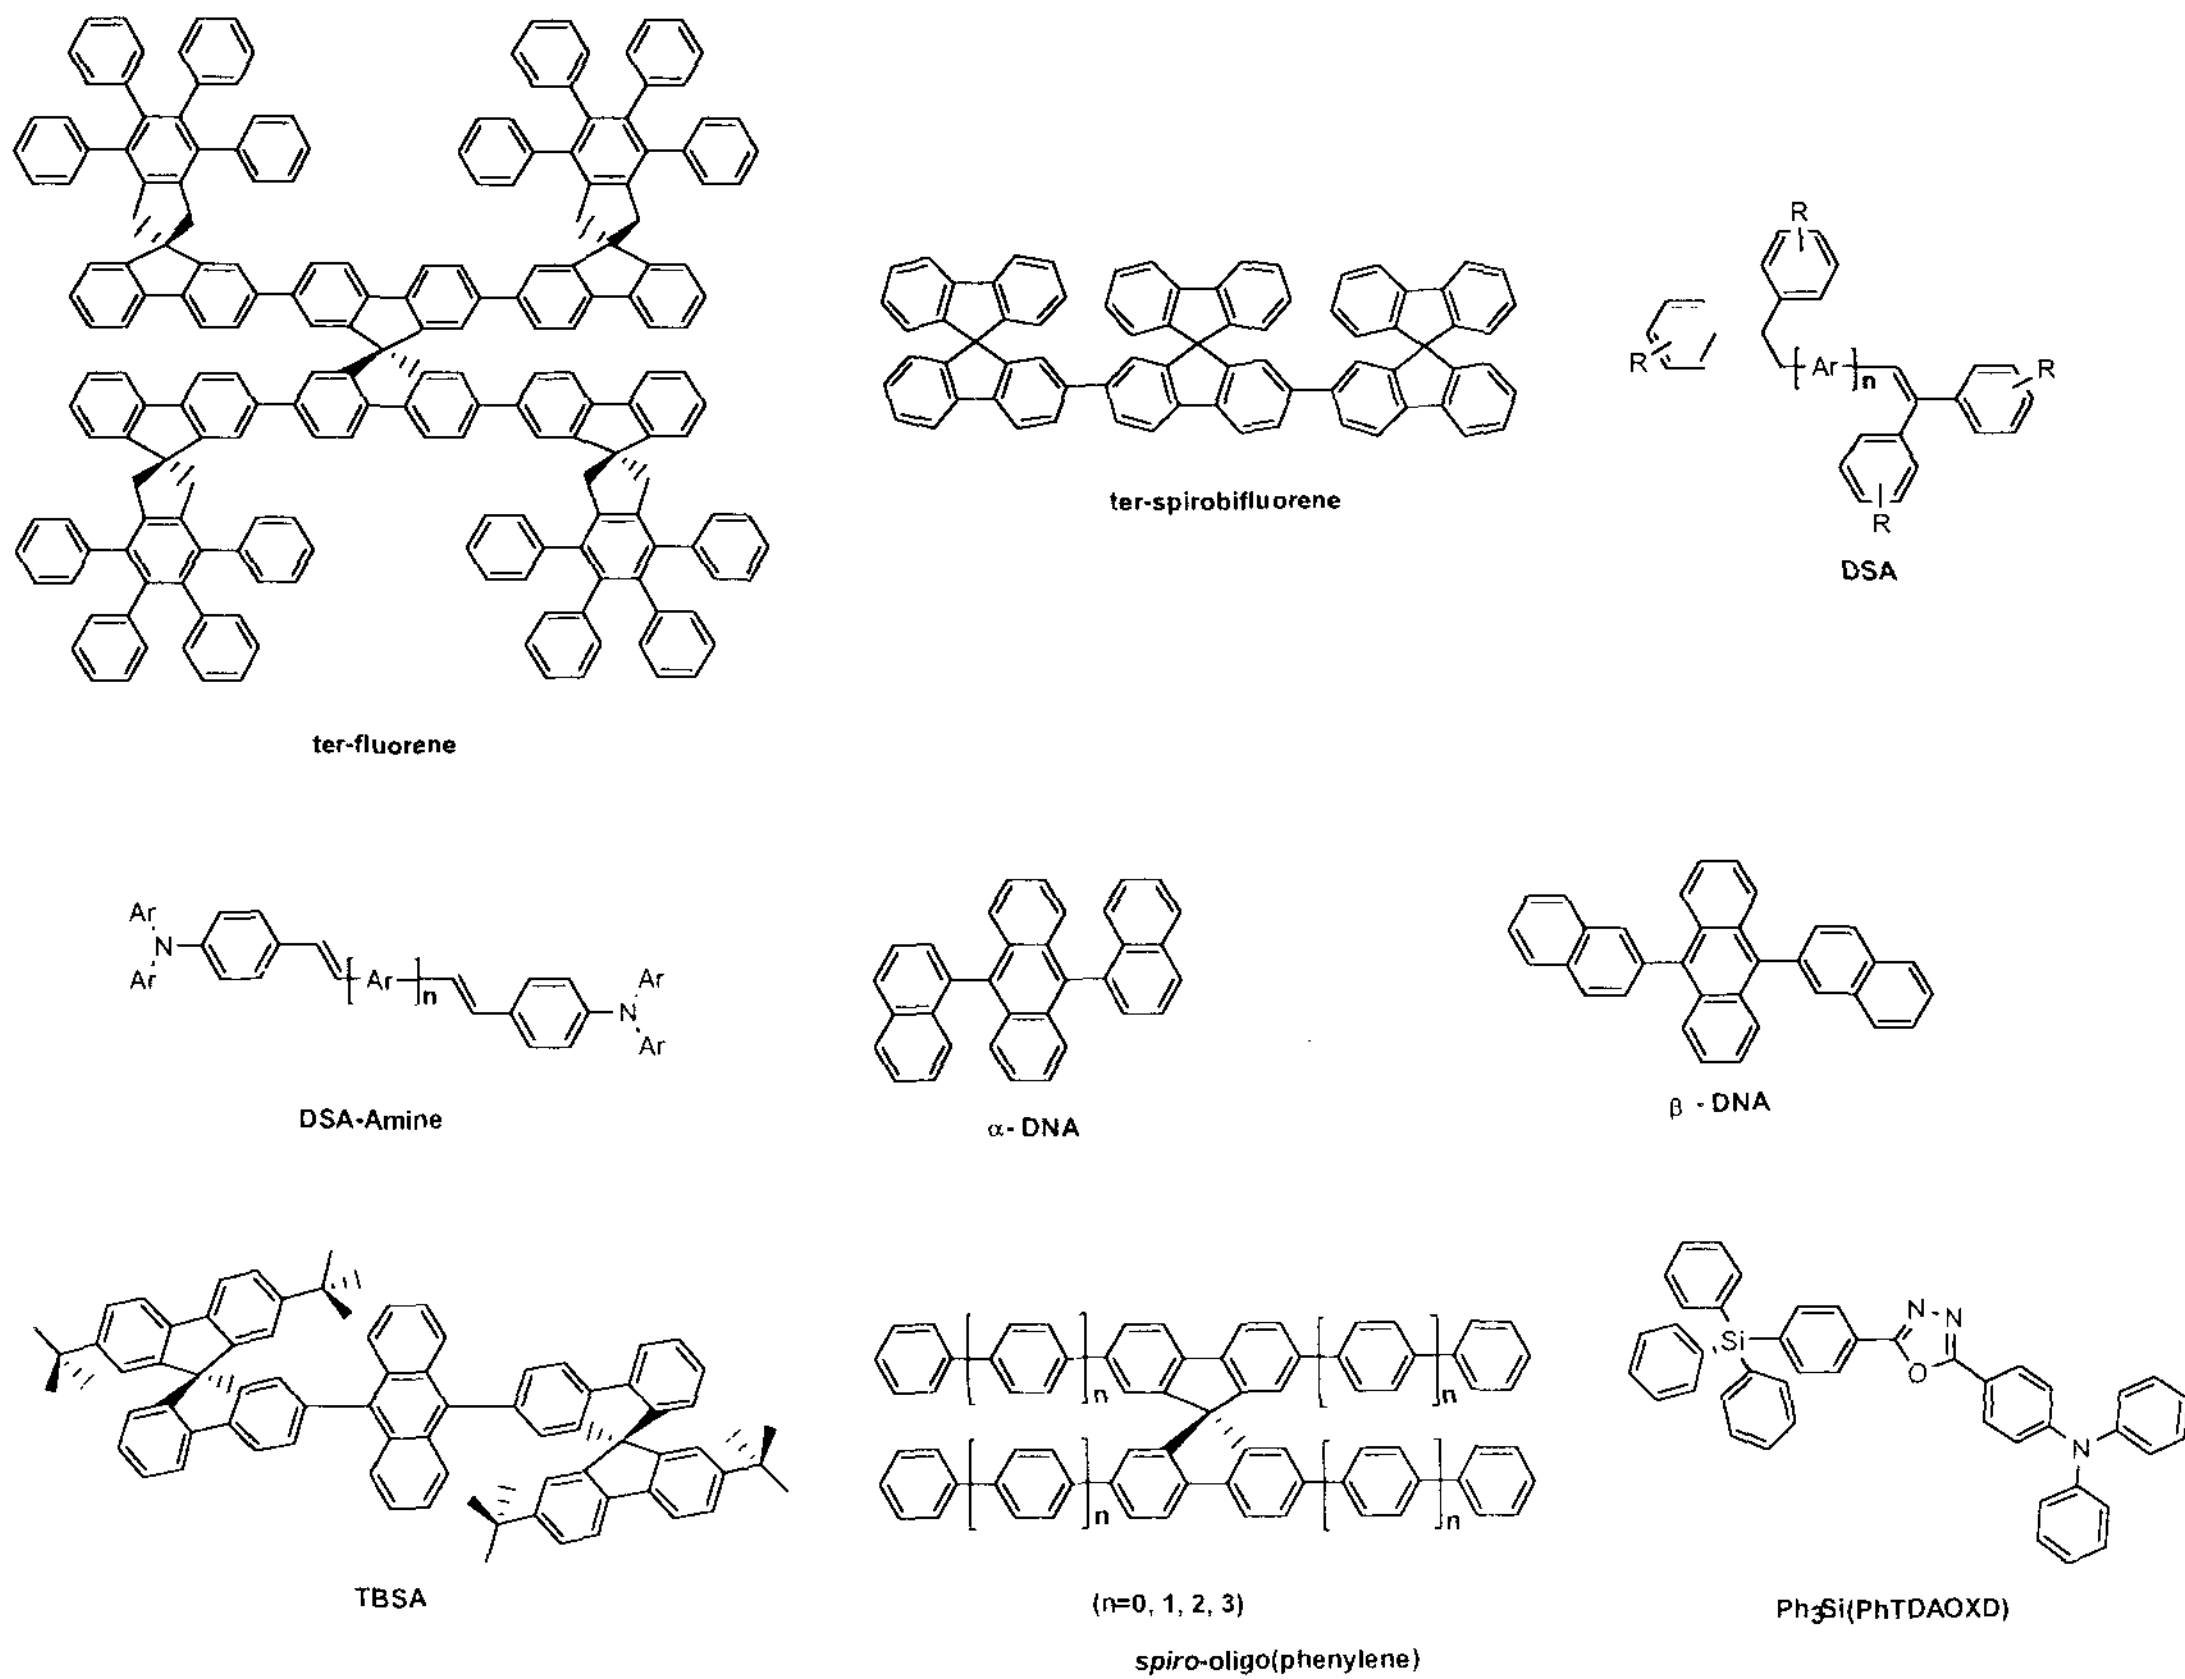 R
R
[Ar]n
R
R
ter-spirobifluorene
DSA
ter-fluorene
Ar
N
Ar
[Ar]n
Ar
N
Ar
DSA-Amine
α- DNA
β - DNA
N-N
Si
O
n
n
N
n
n
TBSA
(n=0, 1, 2, 3)
Ph3Si(PhTDAOXD)
spiro-oligo(phenylene)